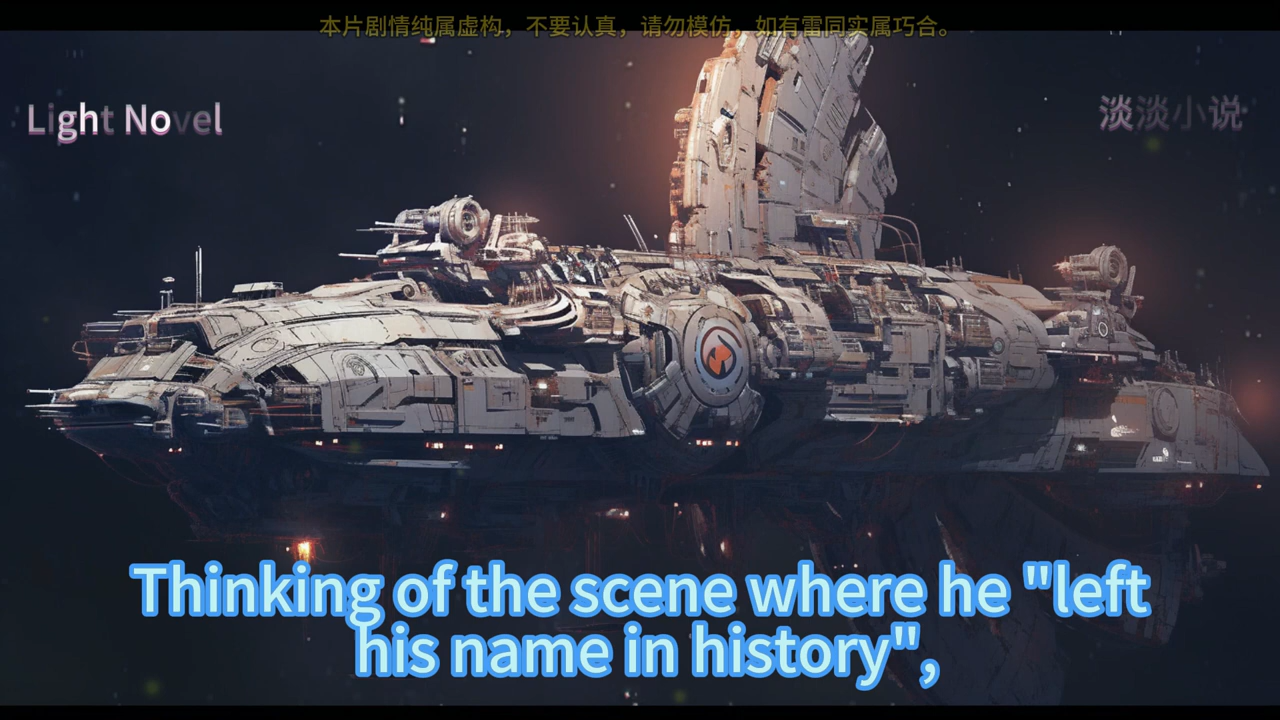 本片剧情纯属虚构，不要认真，请勿模仿，如有雷同实属巧合。
Light Novel
淡淡小说
Thinking of the scene where he "left
his name in history",